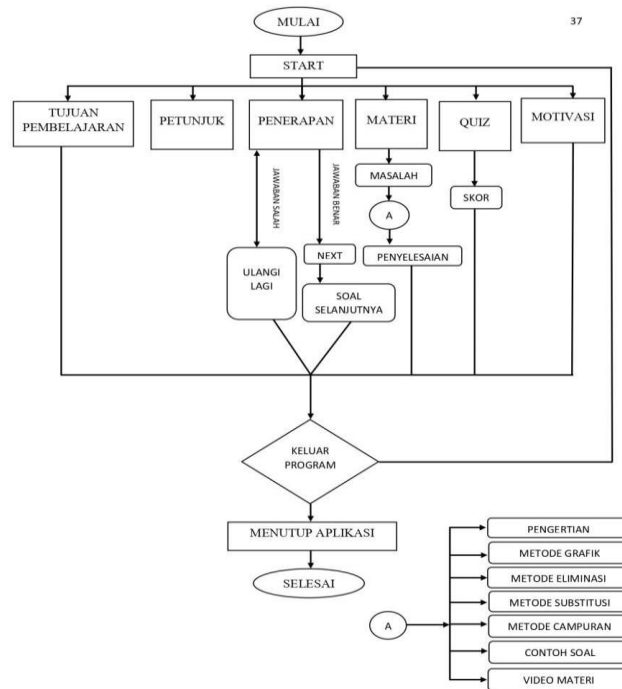 MULAI
37
START
TUJUAN
PEMBELAJARAN
PETUNJUK
PENERAPAN
MATERI
QUIZ
MOTIVASI
JAWABAN SALAH
JAWABAN BENAR
MASALAH
SKOR
A
ULANGI
LAGI
NEXT
PENYELESAIAN
SOAL
SELANJUTNYA
KELUAR
PROGRAM
MENUTUP APLIKASI
SELESAI
A
PENGERTIAN
METODE GRAFIK
METODE ELIMINASI
METODE SUBSTITUSI
METODE CAMPURAN
CONTOH SOAL
VIDEO MATERI